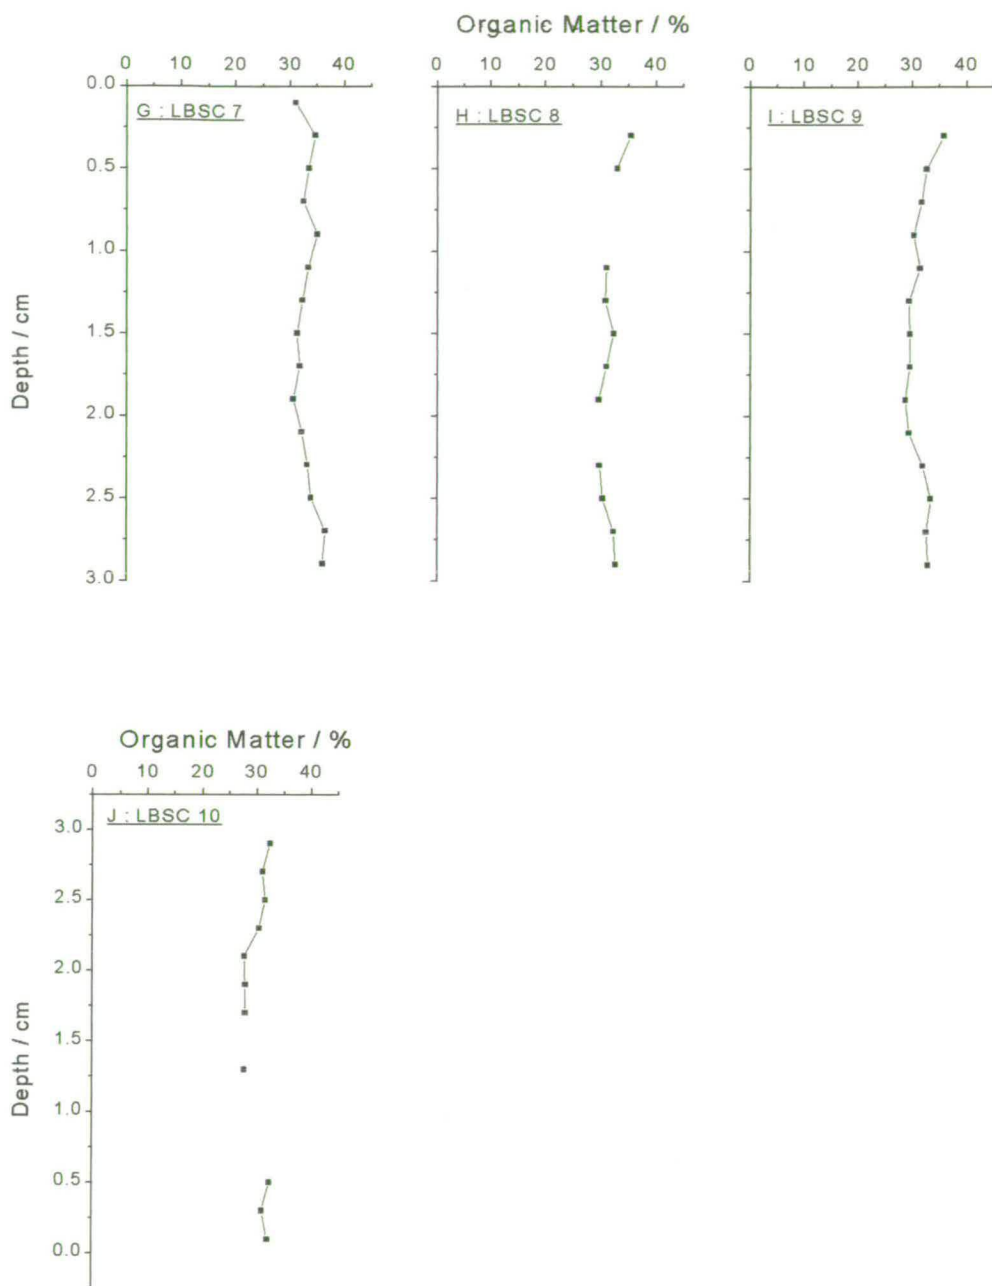 Organic Matter / %
0 10 20 30 40 0 10 20 30 40 0 10 20 30 40
G : LBSC 7 H : LBSC 8 I : LBSC 9
0.0
0.5
1.0
1.5
2.0
2.5
3.0
Depth / cm
Organic Matter / %
0 10 20 30 40
J : LBSC 10
3.0
2.5
2.0
1.5
1.0
0.5
0.0
Depth / cm